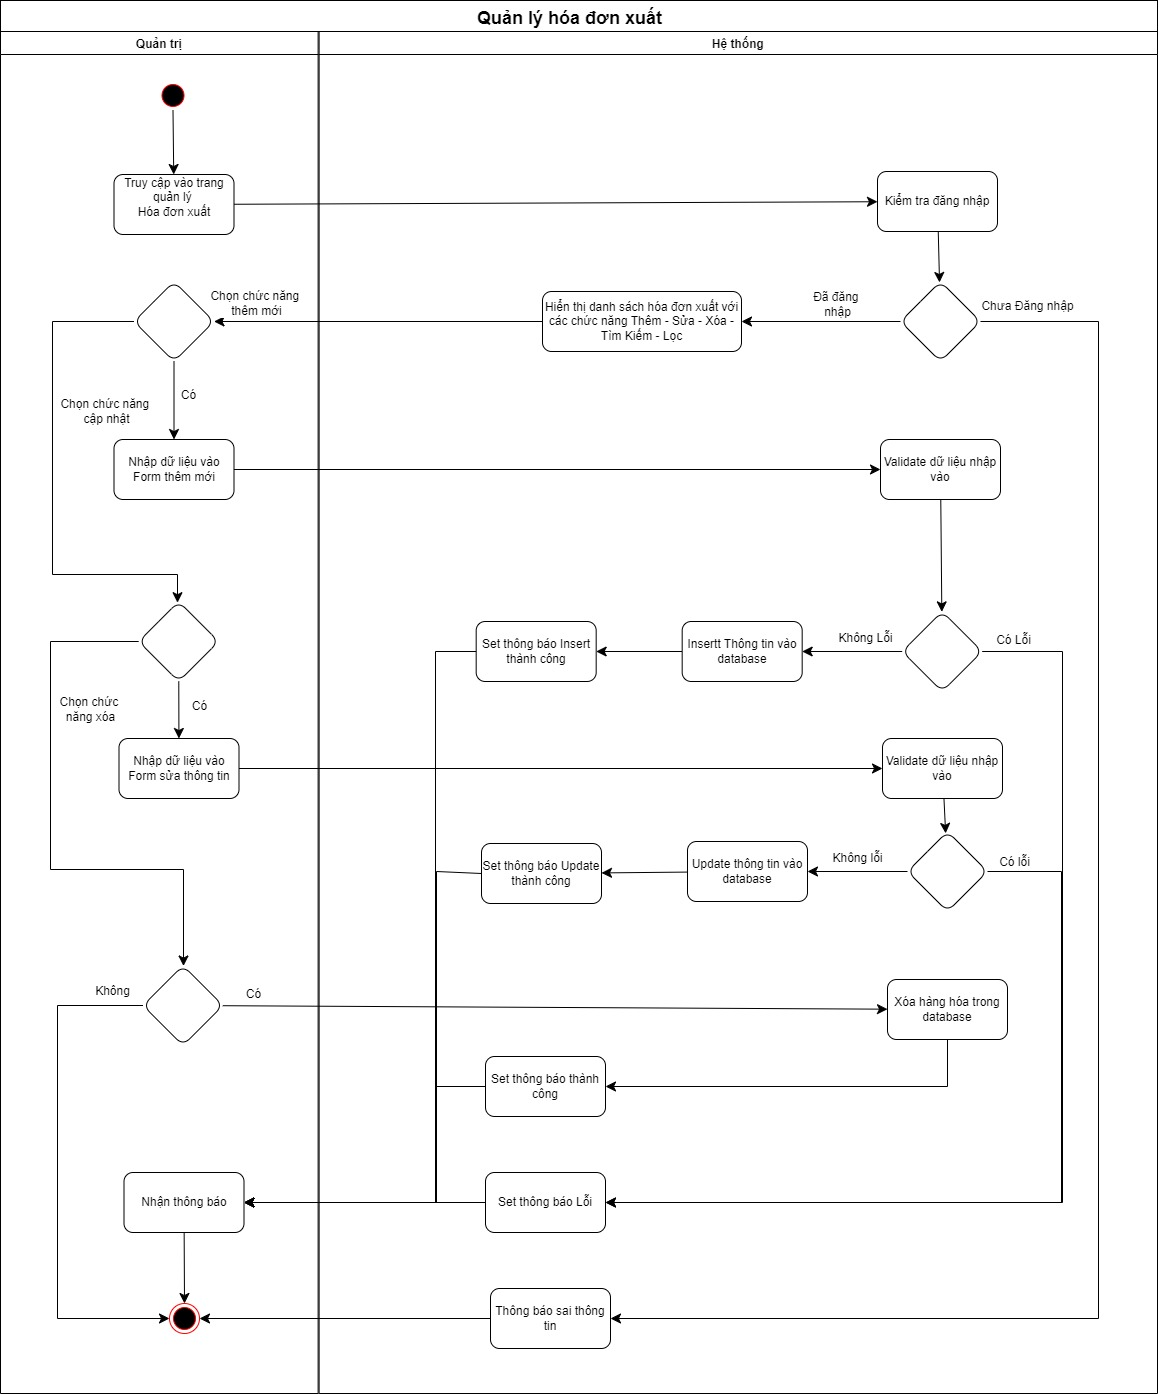 Quản lý hóa đơn xuất
Quản trị
Hệ thống
Truy cập vào trang
quản lý
Hóa đơn xuất
Kiểm tra đăng nhập
Chọn chức năng
thêm mới
Hiển thị danh sách hóa đơn xuất với
các chức năng Thêm - Sửa - Xóa -
Tìm Kiếm - Lọc
Đã đăng
nhập
Chưa Đăng nhập
Có
Chọn chức năng
cập nhật
Nhập dữ liệu vào
Form thêm mới
Validate dữ liệu nhập
vào
Set thông báo Insert
thành công
Insertt Thông tin vào
database
Không Lỗi
Có Lỗi
Chọn chức
năng xóa
Có
Nhập dữ liệu vào
Form sửa thông tin
Validate dữ liệu nhập
vào
Set thông báo Update
thành công
Update thông tin vào
database
Không lỗi
Có lỗi
Không
Có
Xóa hàng hóa trong
database
Set thông báo thành
công
Nhận thông báo
Set thông báo Lỗi
Thông báo sai thông
tin